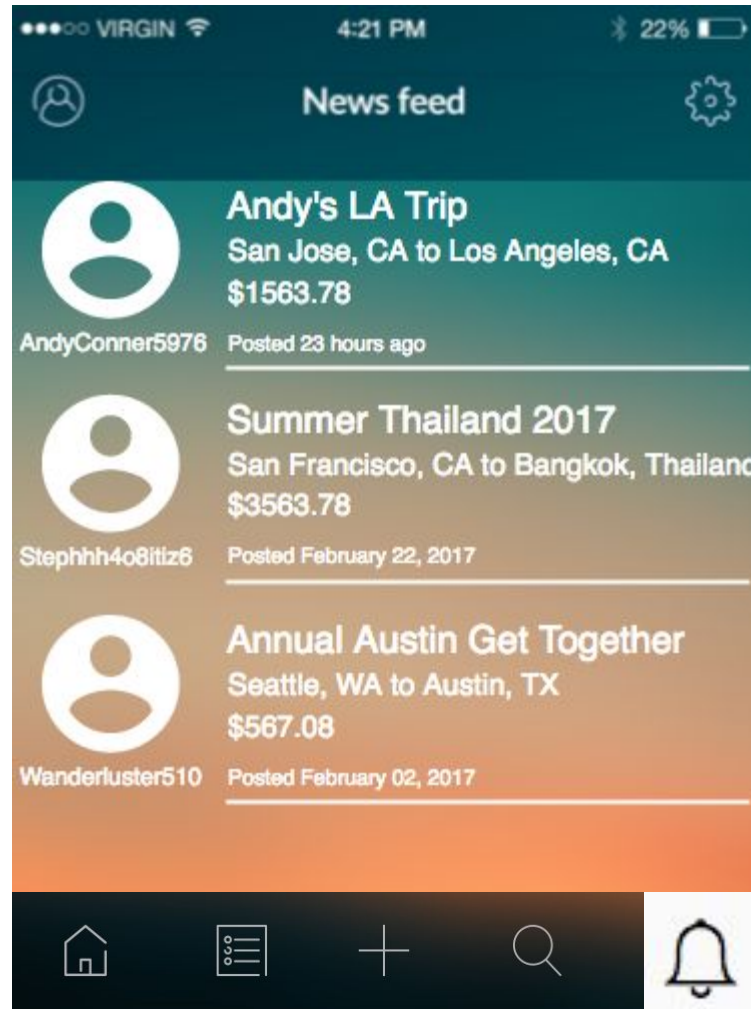 VIRGIN 4:21 PM 22%
News feed
Andy's LA Trip
San Jose, CA to Los Angeles, CA
$1563.78
AndyConner5976 Posted 23 hours ago
Summer Thailand 2017
San Francisco, CA to Bangkok, Thailand
$3563.78
Stephhh4o8itiz6 Posted February 22, 2017
Annual Austin Get Together
Seattle, WA to Austin, TX
$567.08
Wanderluster510 Posted February 02, 2017